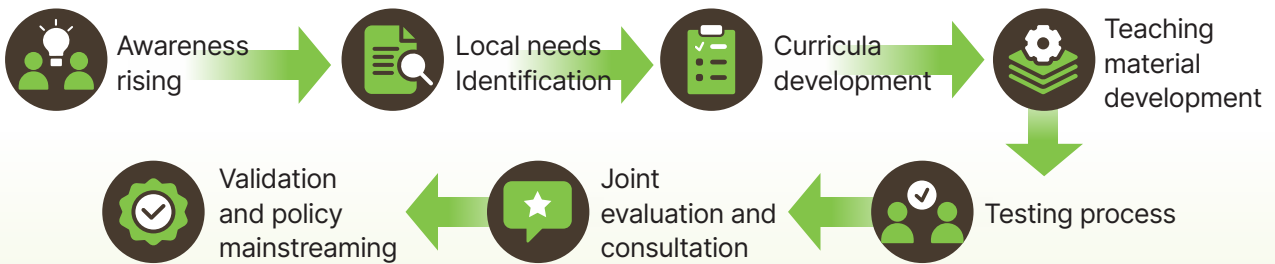 Awareness
rising
Local needs
Identification
Curricula
development
Teaching
material
development
Testing process
Joint
evaluation and
consultation
Validation
and policy
mainstreaming